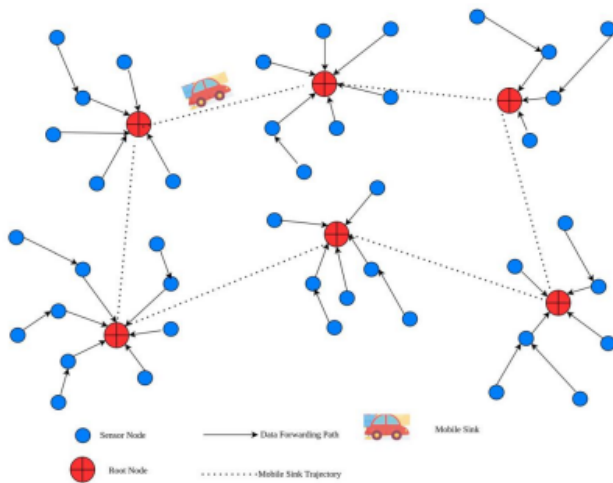 Sensor Node
Data Forwarding Path
Mobile Sink
Root Node
Mobile Sink Trajectory